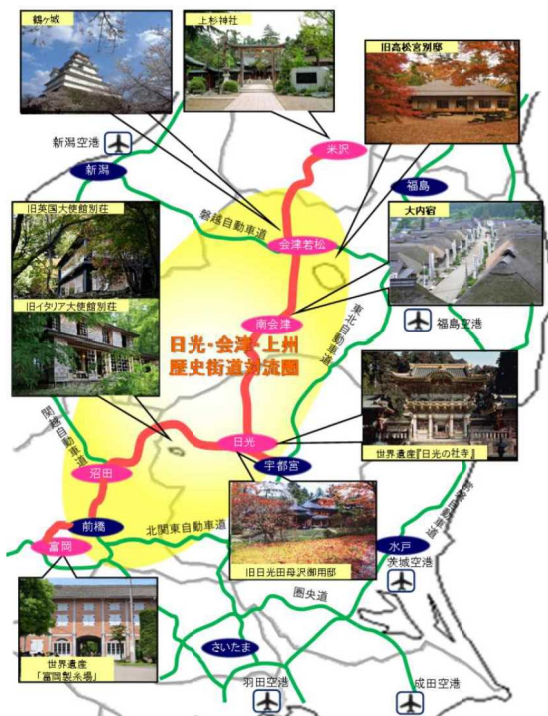 鶴ヶ城
上杉神社
旧高松宮別邸
新潟空港
新潟
米沢
福島
旧英国大使館別荘
磐越自動車道
会津若松
大内宿
旧イタリア大使館別荘
南会津
東北自動車道
福島空港
日光・会津・上州
歴史街道対流圏
関越自動車道
日光
世界遺産『日光の社寺』
沼田
宇都宮
前橋
北関東自動車道
富岡
水戸
茨城空港
旧日光田母沢御用邸
圏央道
さいたま
世界遺産
「富岡製糸場」
羽田空港
成田空港